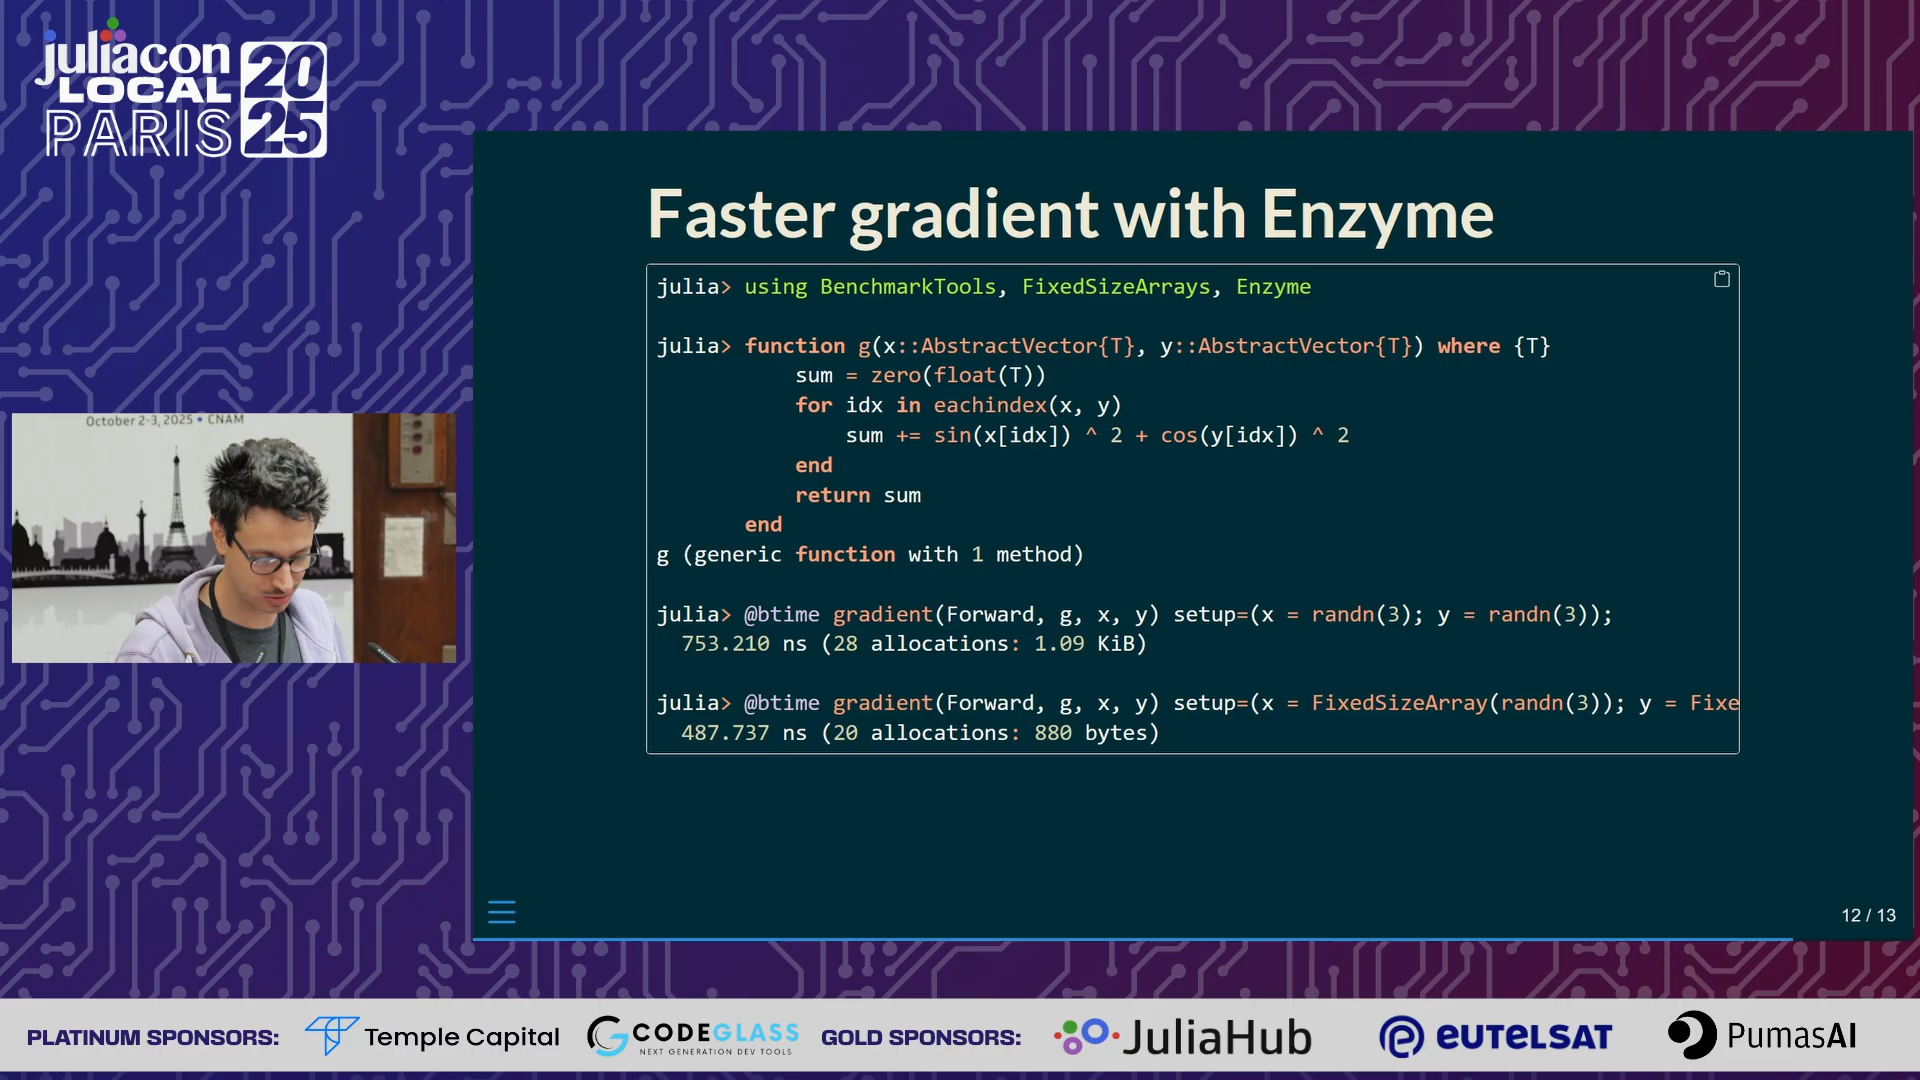 juliacon
LOCAL
PARIS
20
25
October 2-3, 2025 • CNAM
Faster gradient with Enzyme
julia> using BenchmarkTools, FixedSizeArrays, Enzyme
julia> function g(x::AbstractVector{T}, y::AbstractVector{T}) where {T}
           sum = zero(float(T))
           for idx in eachindex(x, y)
               sum += sin(x[idx]) ^ 2 + cos(y[idx]) ^ 2
           end
           return sum
       end
g (generic function with 1 method)
julia> @btime gradient(Forward, g, x, y) setup=(x = randn(3); y = randn(3));
  753.210 ns (28 allocations: 1.09 KiB)
julia> @btime gradient(Forward, g, x, y) setup=(x = FixedSizeArray(randn(3)); y = Fixe
  487.737 ns (20 allocations: 880 bytes)
12 / 13
PLATINUM SPONSORS: Temple Capital CODEGLASS GOLD SPONSORS: JuliaHub EUTELSAT PumasAI
NEXT GENERATION DEV TOOLS